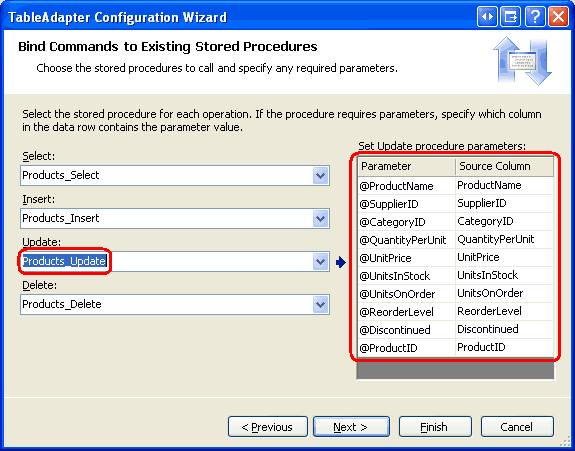 TableAdapter Configuration Wizard
Bind Commands to Existing Stored Procedures
Choose the stored procedures to call and specify any required parameters.
Select the stored procedure for each operation. If the procedure requires parameters, specify which column
in the data row contains the parameter value.
Select:
Products_Select
Insert:
Products_Insert
Update:
Products_Update
Delete:
Products_Delete
Set Update procedure parameters:
Parameter Source Column
@ProductName ProductName
@SupplierID SupplierID
@CategoryID CategoryID
@QuantityPerUnit QuantityPerUnit
@UnitPrice UnitPrice
@UnitsInStock UnitsInStock
@UnitsOnOrder UnitsOnOrder
@ReorderLevel ReorderLevel
@Discontinued Discontinued
@ProductID ProductID
< Previous Next > Finish Cancel